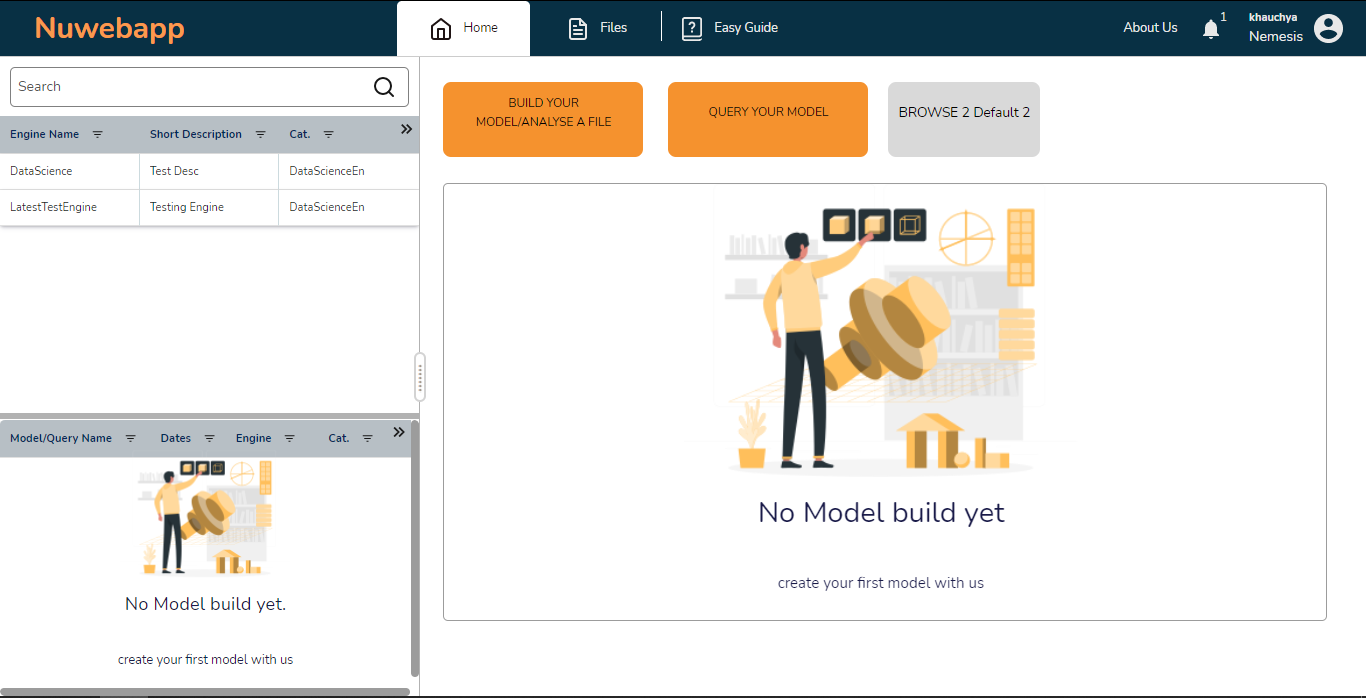 Nuwebapp
Home
Files
Easy Guide
About Us
1
khauchya
Nemesis
Search
Engine Name Short Description Cat.
DataScience Test Desc DataScienceEn
LatestTestEngine Testing Engine DataScienceEn
Model/Query Name Dates Engine Cat.
No Model build yet.
create your first model with us
BUILD YOUR
MODEL/ANALYSE A FILE
QUERY YOUR MODEL
BROWSE 2 Default 2
No Model build yet
create your first model with us